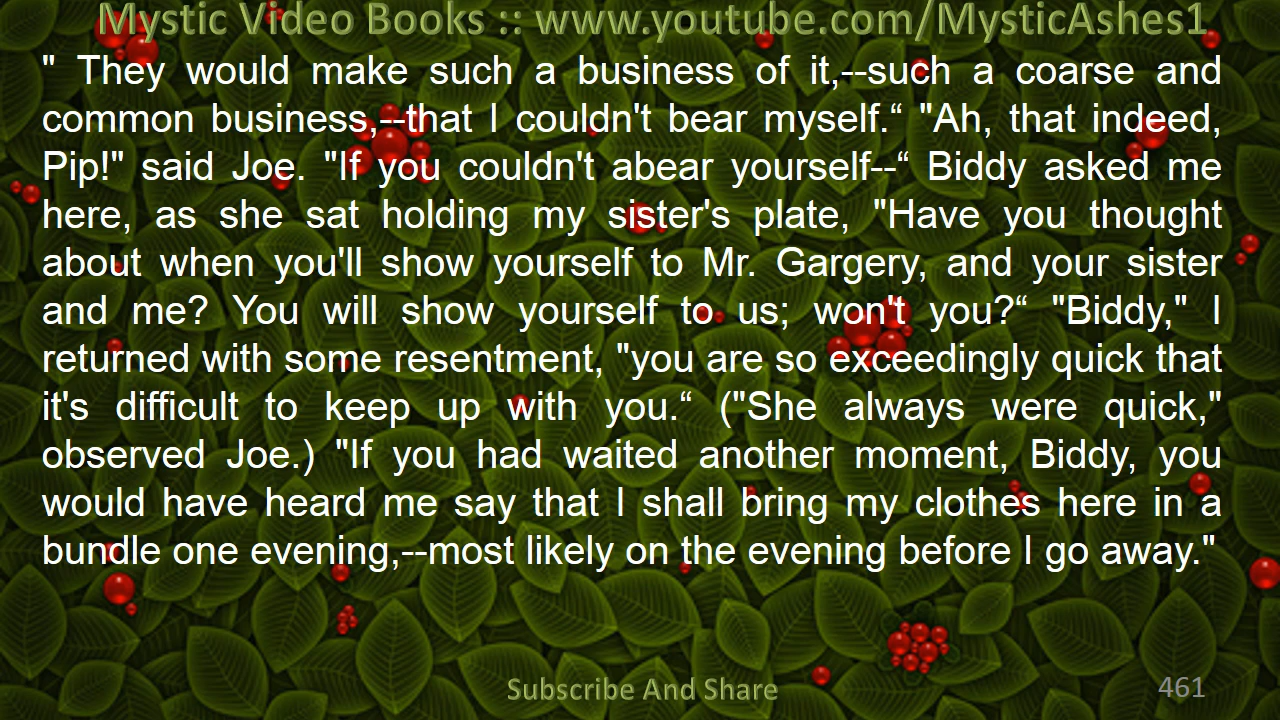 Mystic Video Books :: www.youtube.com/MysticAshes1
" They would make such a business of it,--such a coarse and
common business,--that I couldn't bear myself.“ "Ah, that indeed,
Pip!" said Joe. "If you couldn't abear yourself--“ Biddy asked me
here, as she sat holding my sister's plate, "Have you thought
about when you'll show yourself to Mr. Gargery, and your sister
and me? You will show yourself to us; won't you?“ "Biddy," I
returned with some resentment, "you are so exceedingly quick that
it's difficult to keep up with you.“ ("She always were quick,"
observed Joe.) "If you had waited another moment, Biddy, you
would have heard me say that I shall bring my clothes here in a
bundle one evening,--most likely on the evening before I go away."
Subscribe And Share
461